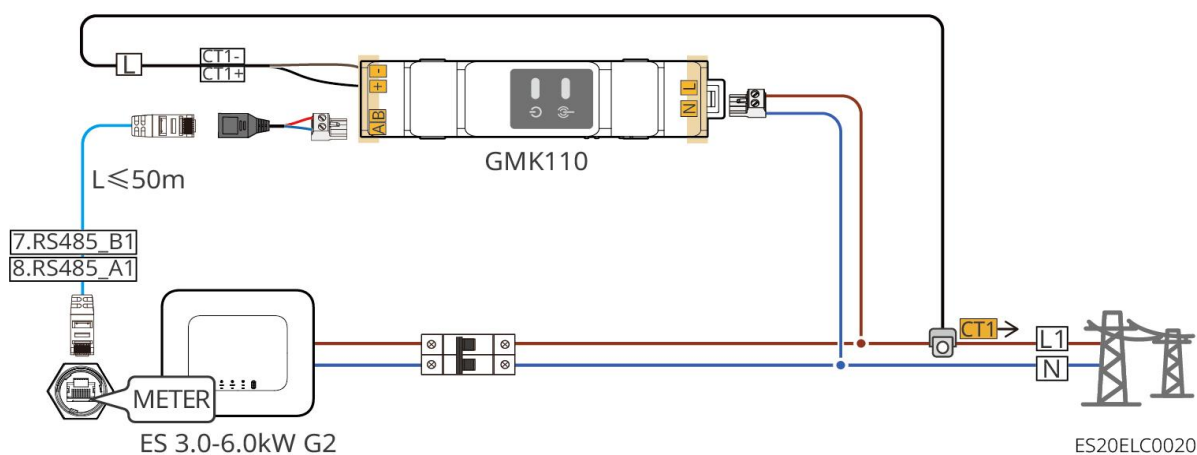 L
CT1-
CT1+
-
+
A B
L
N
GMK110
L≤50m
7.RS485_B1
8.RS485_A1
CT1
L1
N
METER
ES 3.0-6.0kW G2
ES20ELC0020